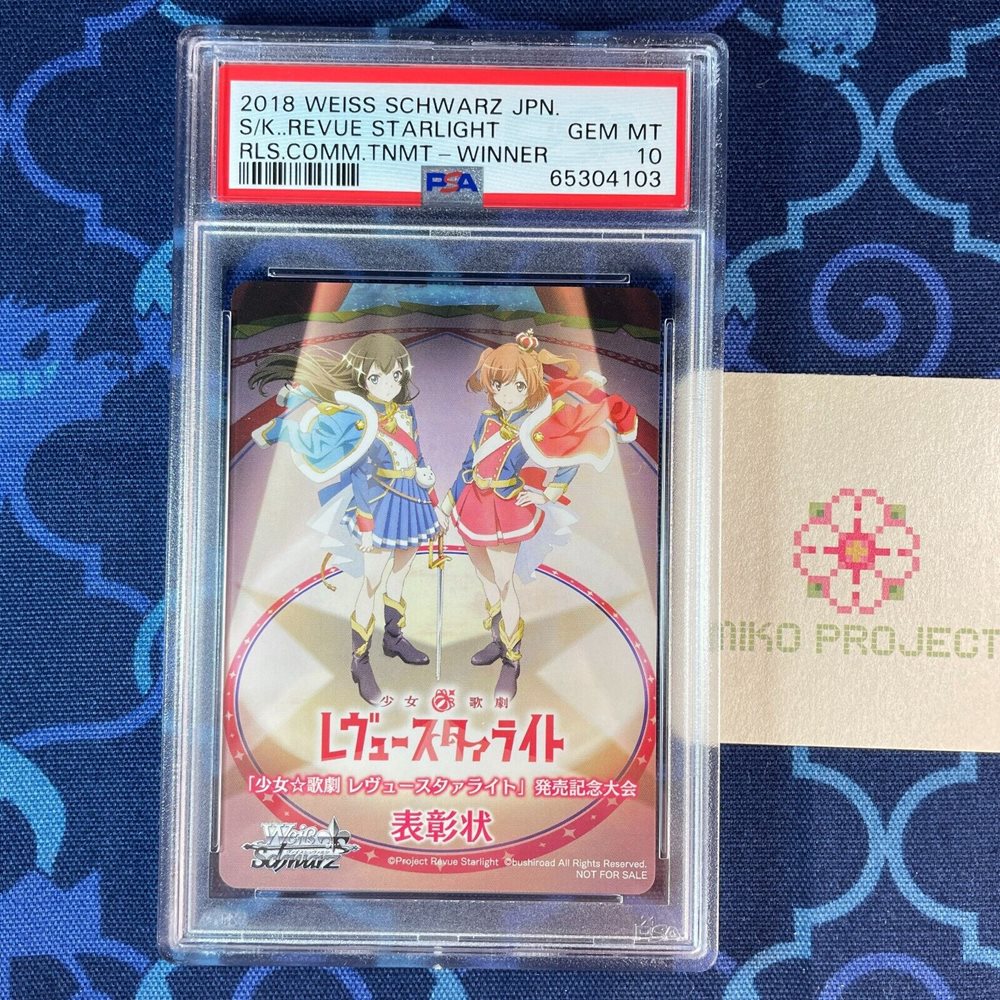 2018 WEISS SCHWARZ JPN.
S/K..REVUE STARLIGHT GEM MT
RLS.COMM.TNMT－WINNER 10
PSA 65304103
少女 歌劇
レヴュースタァライト
「少女☆歌劇 レヴュースタァライト」発売記念大会
表彰状
Weiß Schwarz
©Project Revue Starlight ©bushiroad All Rights Reserved.
NOT FOR SALE
MIKO PROJECT